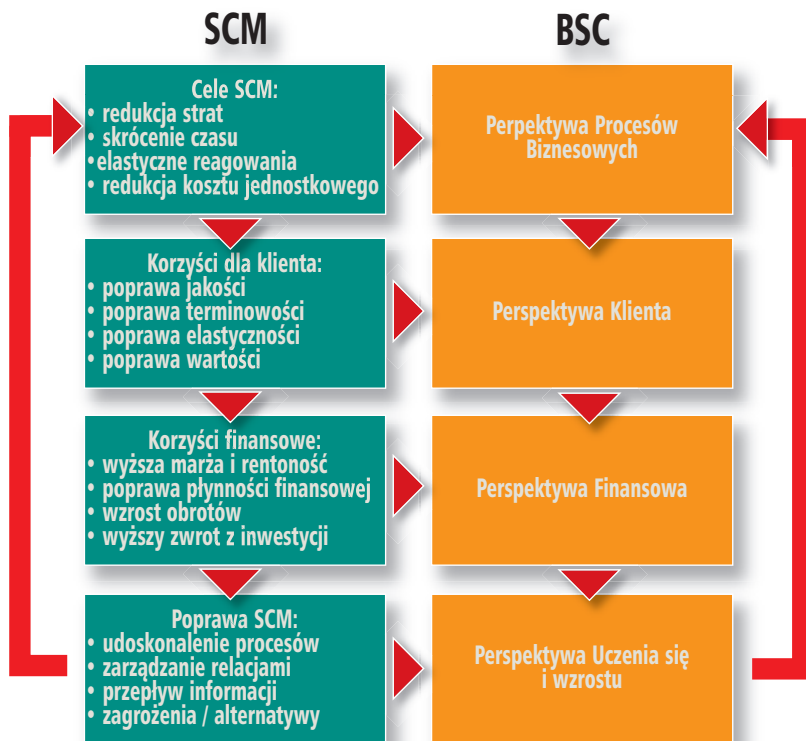 SCM
BSC
Cele SCM:
• redukcja strat
• skrócenie czasu
•elastyczne reagowania
• redukcja kosztu jednostkowego
Perpektywa Procesów
Biznesowych
Korzyści dla klienta:
• poprawa jakości
• poprawa terminowości
• poprawa elastyczności
• poprawa wartości
Perspektywa Klienta
Korzyści finansowe:
• wyższa marża i rentoność
• poprawa płynności finansowej
• wzrost obrotów
• wyższy zwrot z inwestycji
Perspektywa Finansowa
Poprawa SCM:
• udoskonalenie procesów
• zarządzanie relacjami
• przepływ informacji
• zagrożenia / alternatywy
Perspektywa Uczenia się
i wzrostu